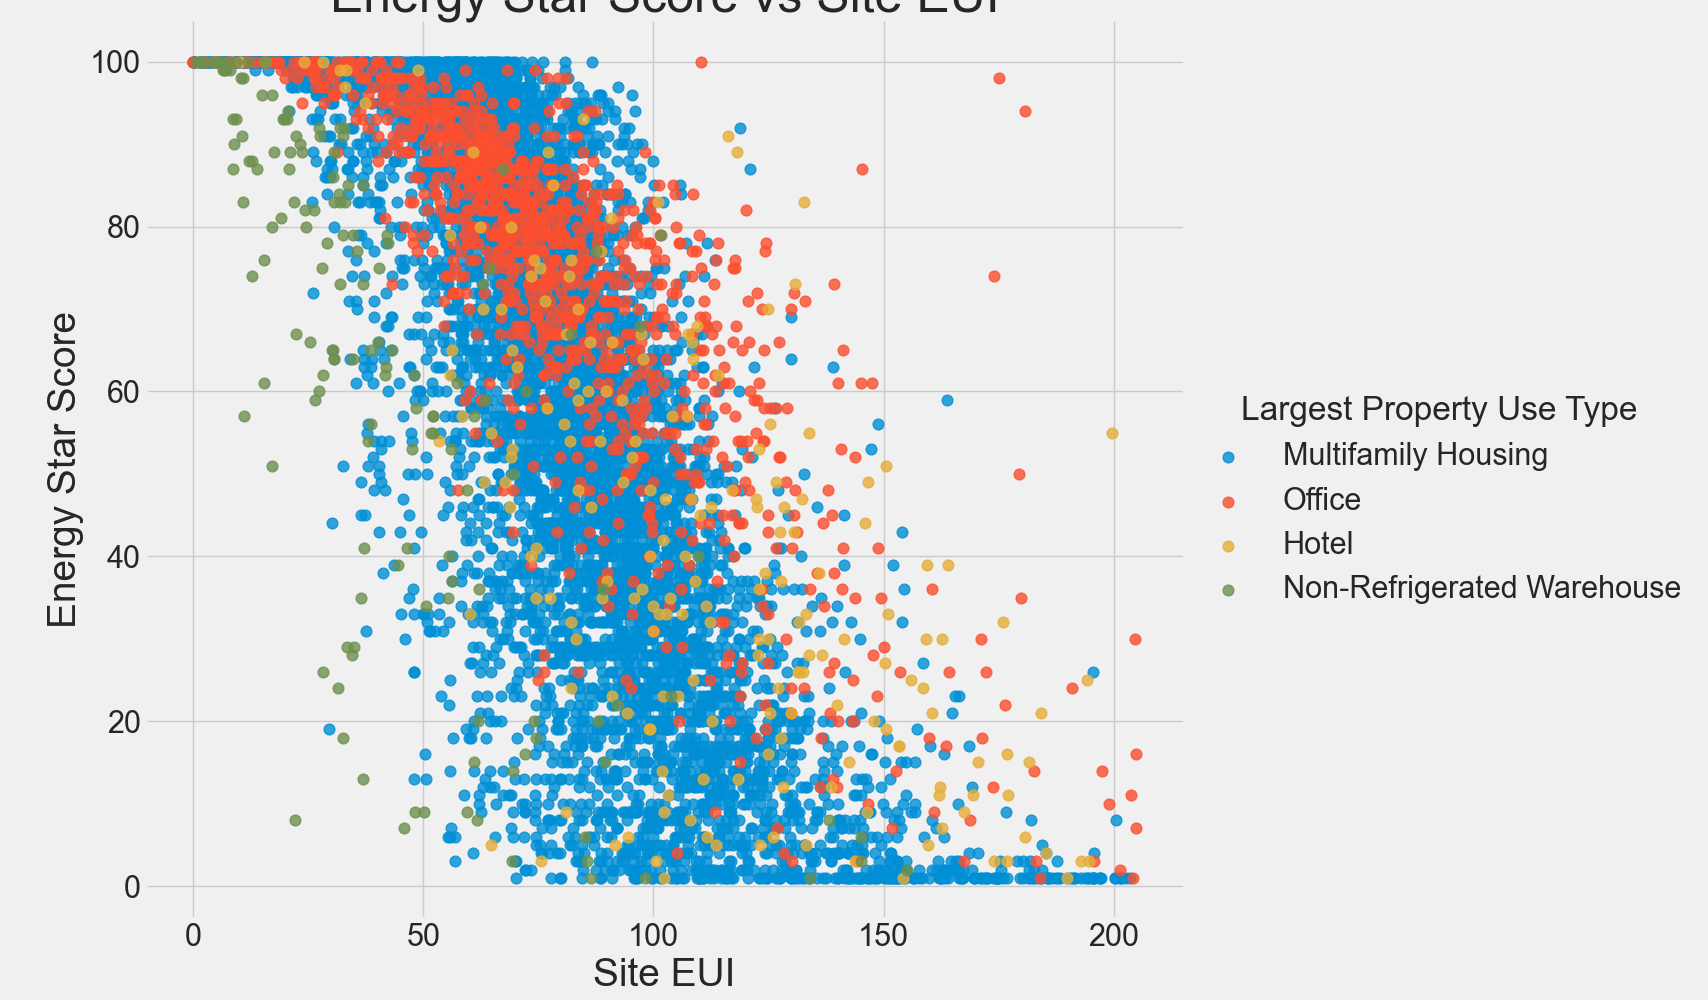 Energy Star Score vs Site EUI
100
80
60
40
20
0
Energy Star Score
0 50 100 150 200
Site EUI
Largest Property Use Type
Multifamily Housing
Office
Hotel
Non-Refrigerated Warehouse